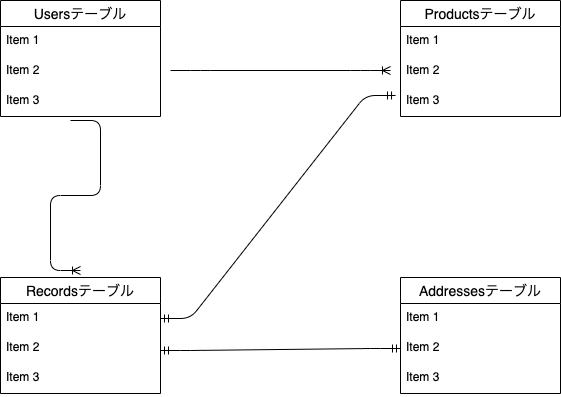 Usersテーブル
Item 1
Item 2
Item 3
Productsテーブル
Item 1
Item 2
Item 3
Recordsテーブル
Item 1
Item 2
Item 3
Addressesテーブル
Item 1
Item 2
Item 3